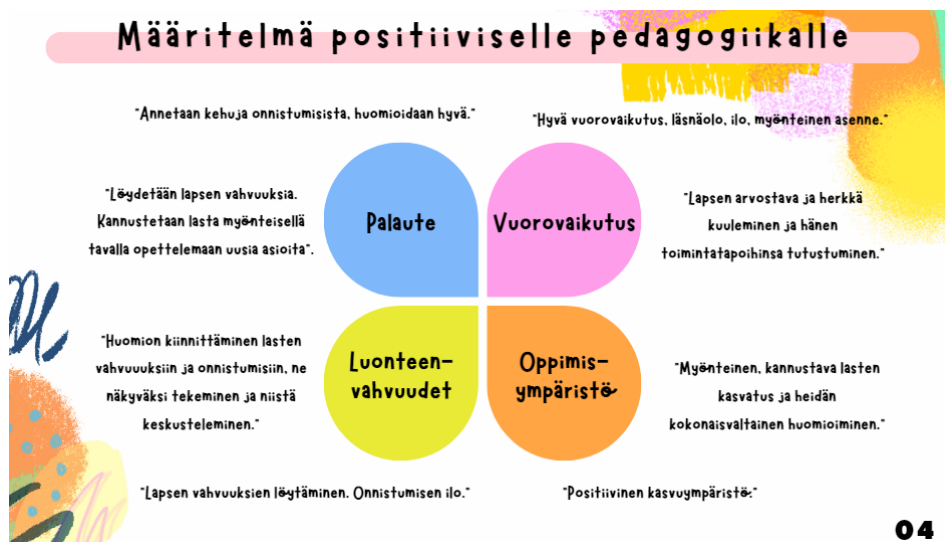 Määritelmä positiiviselle pedagogiikalle
"Annetaan kehuja onnistumisista, huomioidaan hyvä."
"Hyvä vuorovaikutus, läsnäolo, ilo, myönteinen asenne."
"Löydetään lapsen vahvuuksia.
Kannustetaan lasta myönteisellä
tavalla opettelemaan uusia asioita".
Palaute
Vuorovaikutus
"Lapsen arvostava ja herkkä
kuuleminen ja hänen
toimintatapoihinsa tutustuminen."
"Huomion kiinnittäminen lasten
vahvuuuksiin ja onnistumisiin, ne
näkyväksi tekeminen ja niistä
keskusteleminen."
Luonteen-
vahvuudet
Oppimis-
ympäristö
"Myönteinen, kannustava lasten
kasvatus ja heidän
kokonaisvaltainen huomioiminen."
"Lapsen vahvuuksien löytäminen. Onnistumisen ilo."
"Positiivinen kasvuympäristö."
04